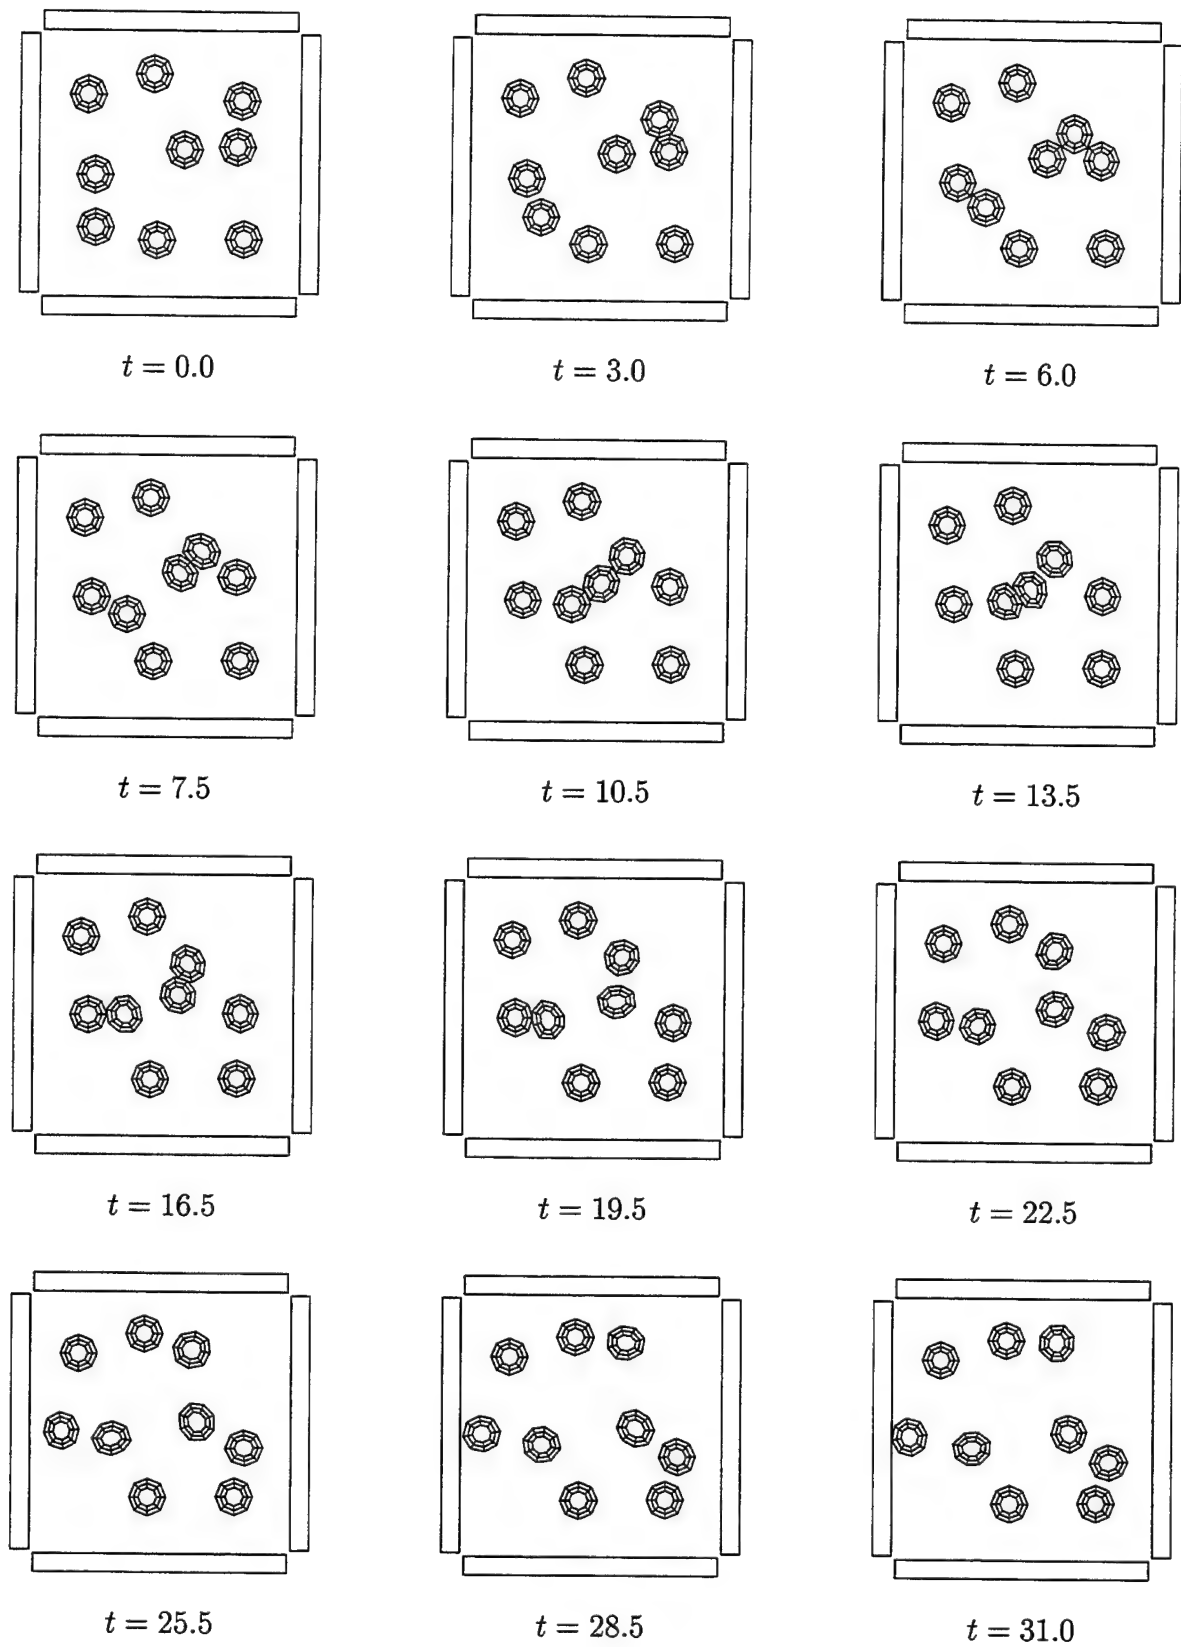 t = 0.0
t = 3.0
t = 6.0
t = 7.5
t = 10.5
t = 13.5
t = 16.5
t = 19.5
t = 22.5
t = 25.5
t = 28.5
t = 31.0